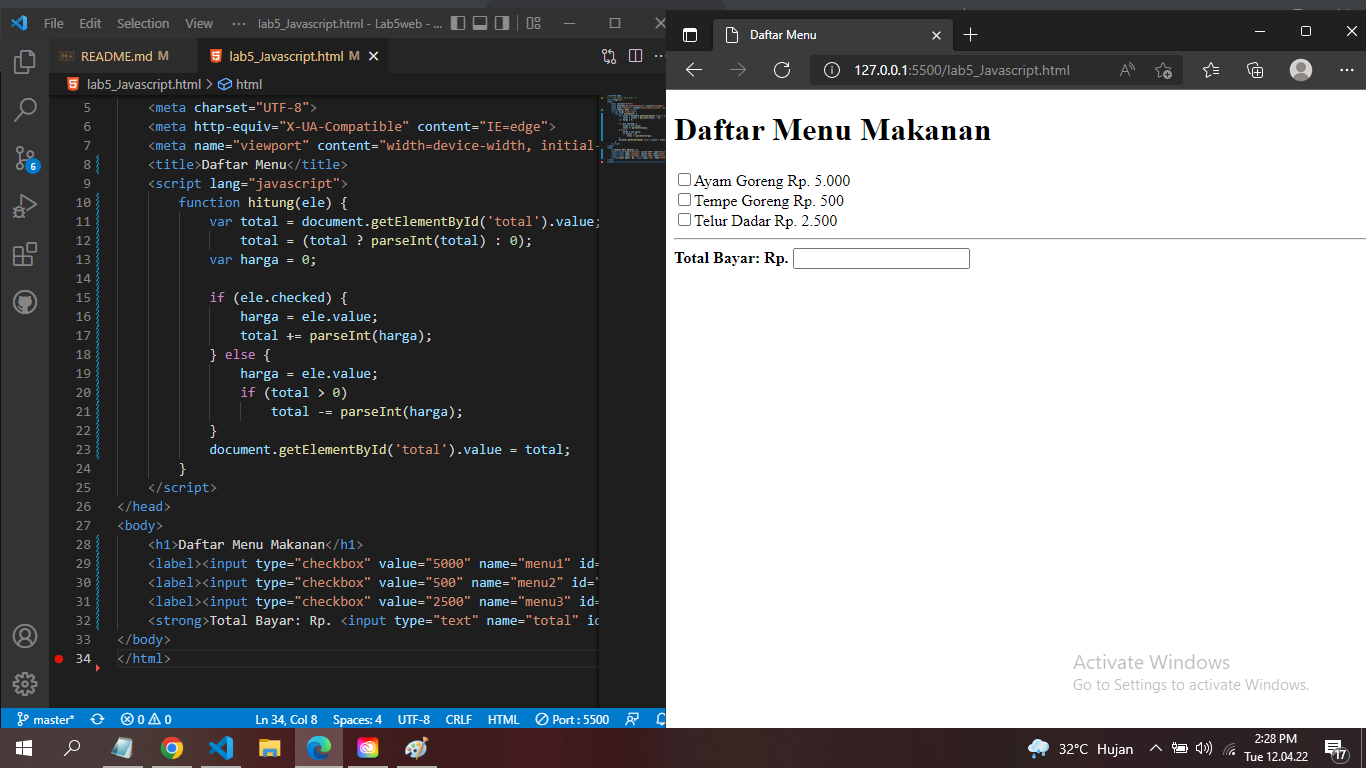 File Edit Selection View ··· lab5_Javascript.html - Lab5web - ...
README.md M
lab5_Javascript.html M
lab5_Javascript.html > html
5 <meta charset="UTF-8">
6 <meta http-equiv="X-UA-Compatible" content="IE=edge">
7 <meta name="viewport" content="width=device-width, initial-
8 <title>Daftar Menu</title>
9 <script lang="javascript">
10 function hitung(ele) {
11 var total = document.getElementById('total').value;
12 total = (total ? parseInt(total) : 0);
13 var harga = 0;
14
15 if (ele.checked) {
16 harga = ele.value;
17 total += parseInt(harga);
18 } else {
19 harga = ele.value;
20 if (total > 0)
21 total -= parseInt(harga);
22 }
23 document.getElementById('total').value = total;
24 }
25 </script>
26 </head>
27 <body>
28 <h1>Daftar Menu Makanan</h1>
29 <label><input type="checkbox" value="5000" name="menu1" id=
30 <label><input type="checkbox" value="500" name="menu2" id="
31 <label><input type="checkbox" value="2500" name="menu3" id=
32 <strong>Total Bayar: Rp. <input type="text" name="total" id
33 </body>
34 </html>
6
master* 0 0 Ln 34, Col 8 Spaces: 4 UTF-8 CRLF HTML Port : 5500
Daftar Menu
127.0.0.1:5500/lab5_Javascript.html
Daftar Menu Makanan
Ayam Goreng Rp. 5.000
Tempe Goreng Rp. 500
Telur Dadar Rp. 2.500
Total Bayar: Rp.
Activate Windows
Go to Settings to activate Windows.
32°C Hujan
2:28 PM
Tue 12.04.22
17